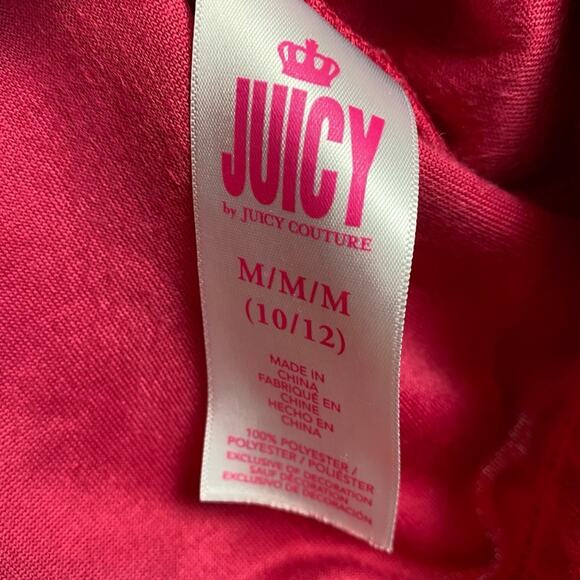 JUICY
by JUICY COUTURE
M/M/M
(10/12)
MADE IN
CHINA
FABRIQUÉ EN
CHINE
HECHO EN
CHINA
100% POLYESTER /
POLYESTER / POLIÉSTER
EXCLUSIVE OF DECORATION
SAUF DÉCORATION
EXCLUSIVO DE DECORACIÓN